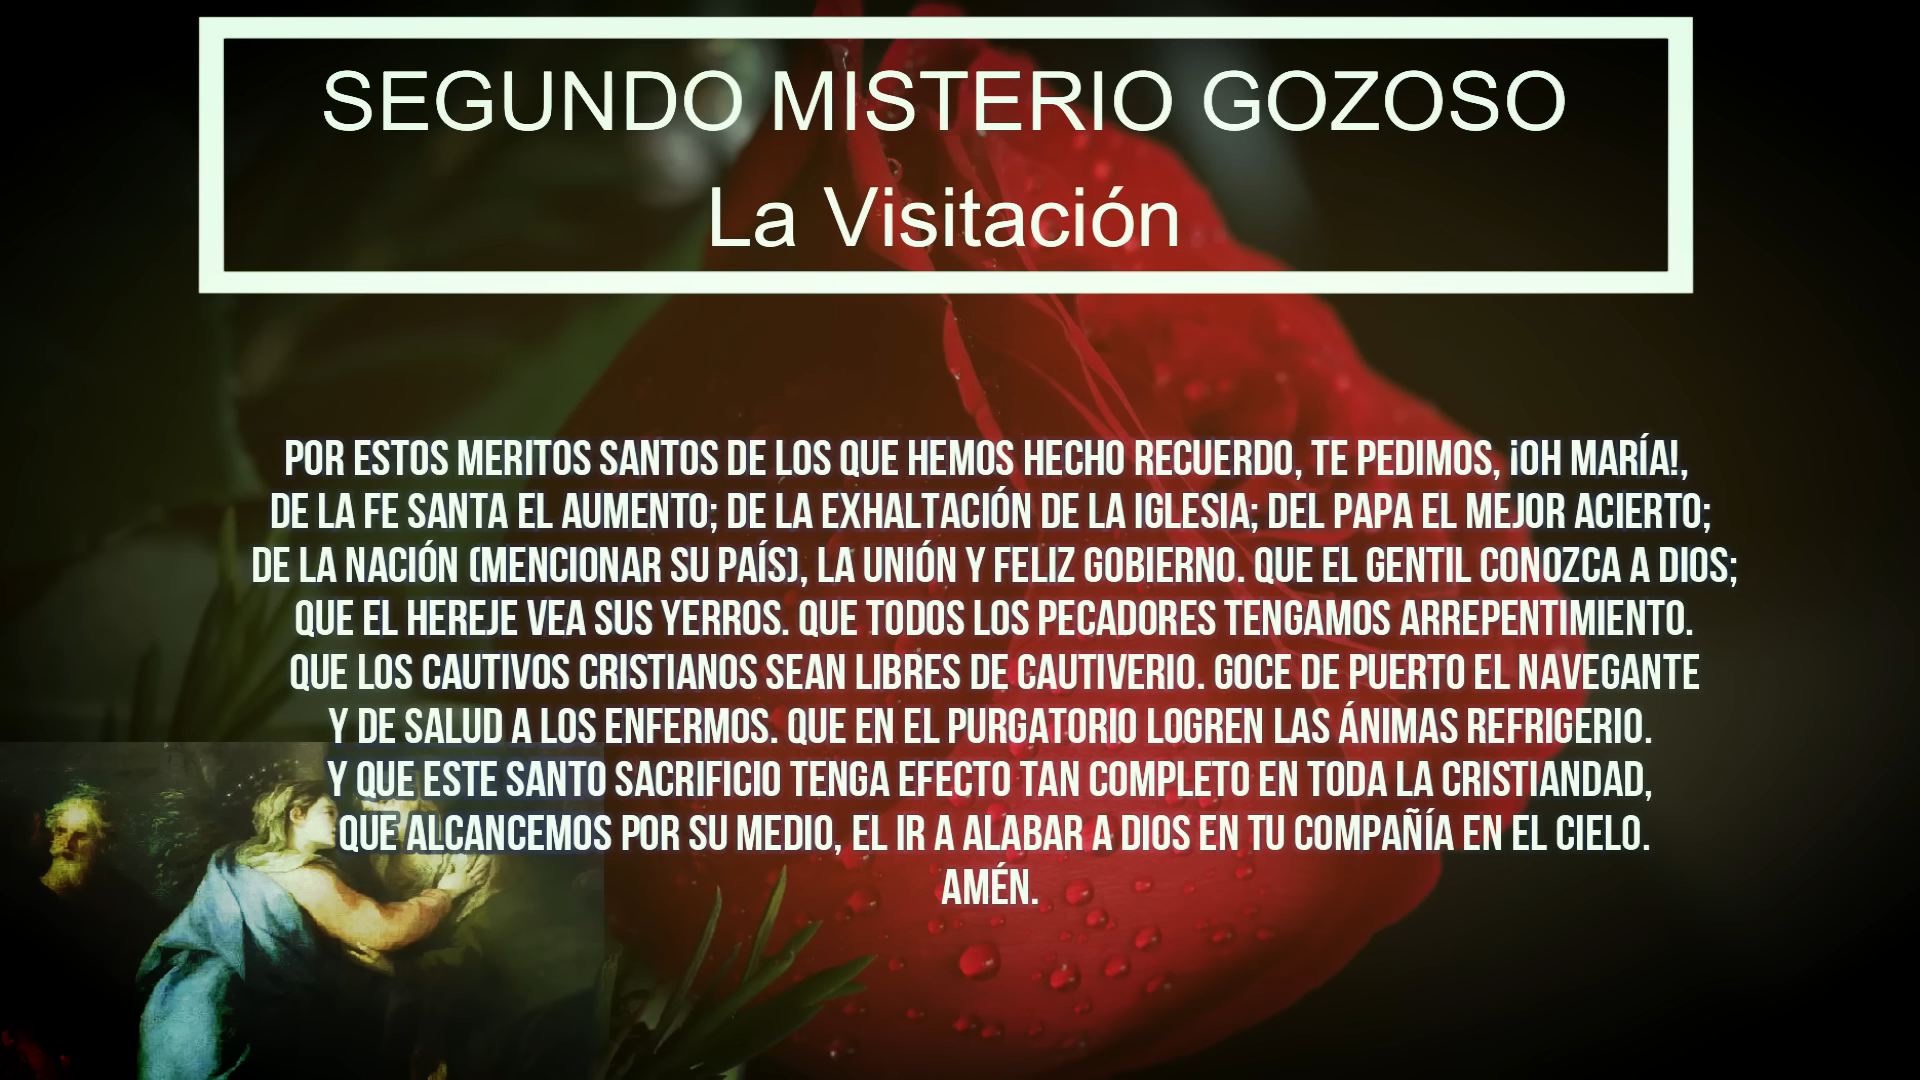 SEGUNDO MISTERIO GOZOSO
La Visitación
POR ESTOS MERITOS SANTOS DE LOS QUE HEMOS HECHO RECUERDO, TE PEDIMOS, ¡OH MARÍA!,
DE LA FE SANTA EL AUMENTO; DE LA EXHALTACIÓN DE LA IGLESIA; DEL PAPA EL MEJOR ACIERTO;
DE LA NACIÓN (MENCIONAR SU PAÍS), LA UNIÓN Y FELIZ GOBIERNO. QUE EL GENTIL CONOZCA A DIOS;
QUE EL HEREJE VEA SUS YERROS. QUE TODOS LOS PECADORES TENGAMOS ARREPENTIMIENTO.
QUE LOS CAUTIVOS CRISTIANOS SEAN LIBRES DE CAUTIVERIO. GOCE DE PUERTO EL NAVEGANTE
Y DE SALUD A LOS ENFERMOS. QUE EN EL PURGATORIO LOGREN LAS ÁNIMAS REFRIGERIO.
Y QUE ESTE SANTO SACRIFICIO TENGA EFECTO TAN COMPLETO EN TODA LA CRISTIANDAD,
QUE ALCANCEMOS POR SU MEDIO, EL IR A ALABAR A DIOS EN TU COMPAÑÍA EN EL CIELO.
AMÉN.